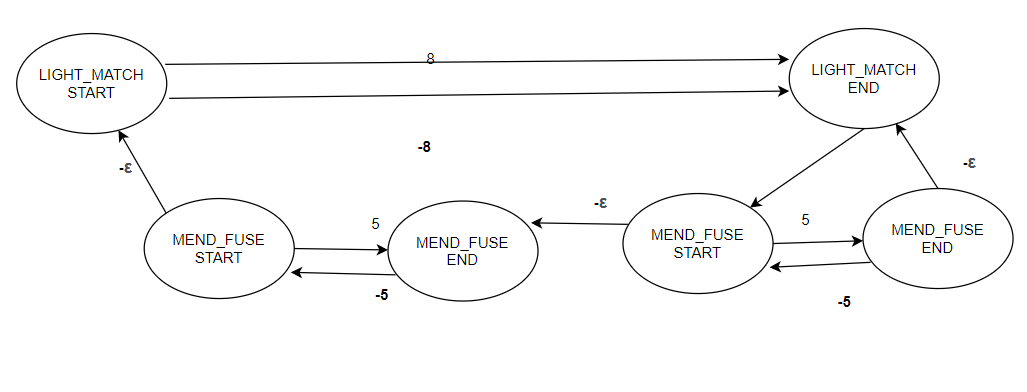 LIGHT_MATCH
START
8
LIGHT_MATCH
END
-8
-ε
-ε
-ε
MEND_FUSE
START
5
MEND_FUSE
END
-5
MEND_FUSE
START
5
MEND_FUSE
END
-5